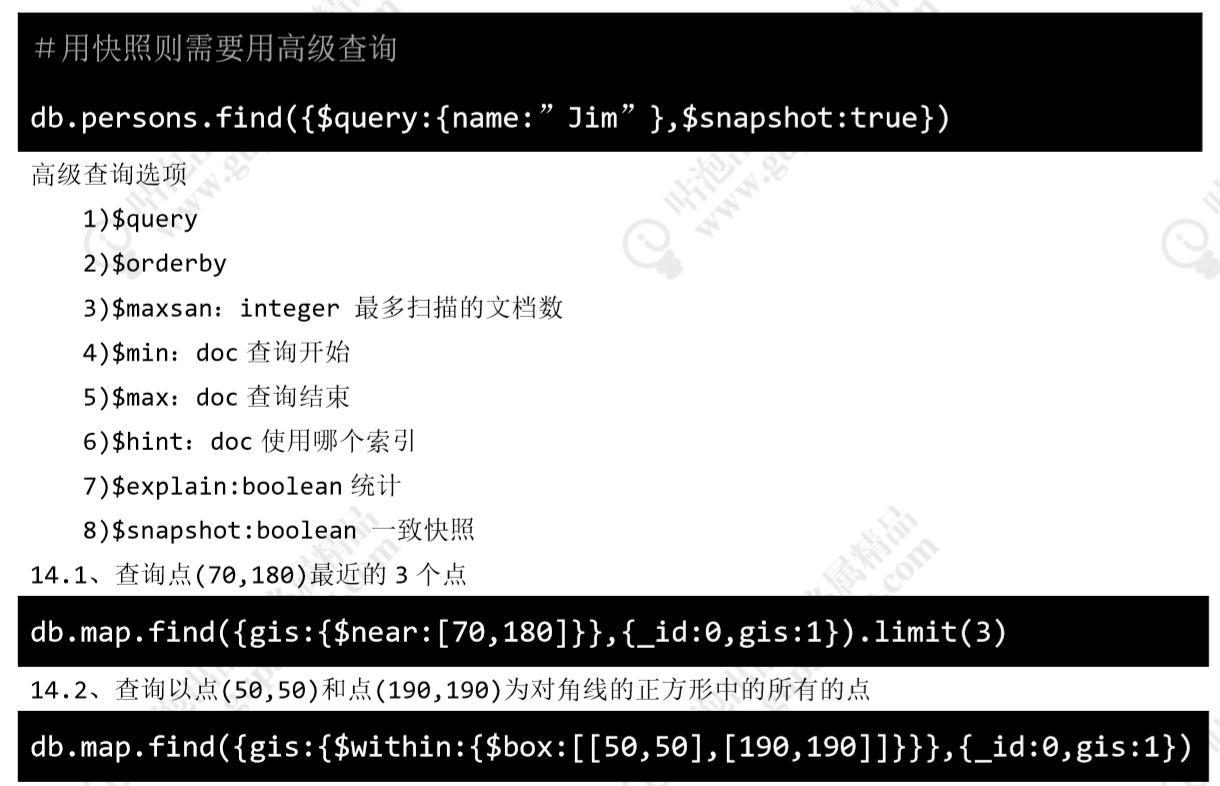 #用快照则需要用高级查询
db.persons.find({$query:{name:”Jim”},$snapshot:true})
高级查询选项
1)$query
2)$orderby
3)$maxsan：integer 最多扫描的文档数
4)$min：doc 查询开始
5)$max：doc 查询结束
6)$hint：doc 使用哪个索引
7)$explain:boolean 统计
8)$snapshot:boolean 一致快照
14.1、查询点(70,180)最近的 3 个点
db.map.find({gis:{$near:[70,180]}},{_id:0,gis:1}).limit(3)
14.2、查询以点(50,50)和点(190,190)为对角线的正方形中的所有的点
db.map.find({gis:{$within:{$box:[[50,50],[190,190]]}}},{_id:0,gis:1})